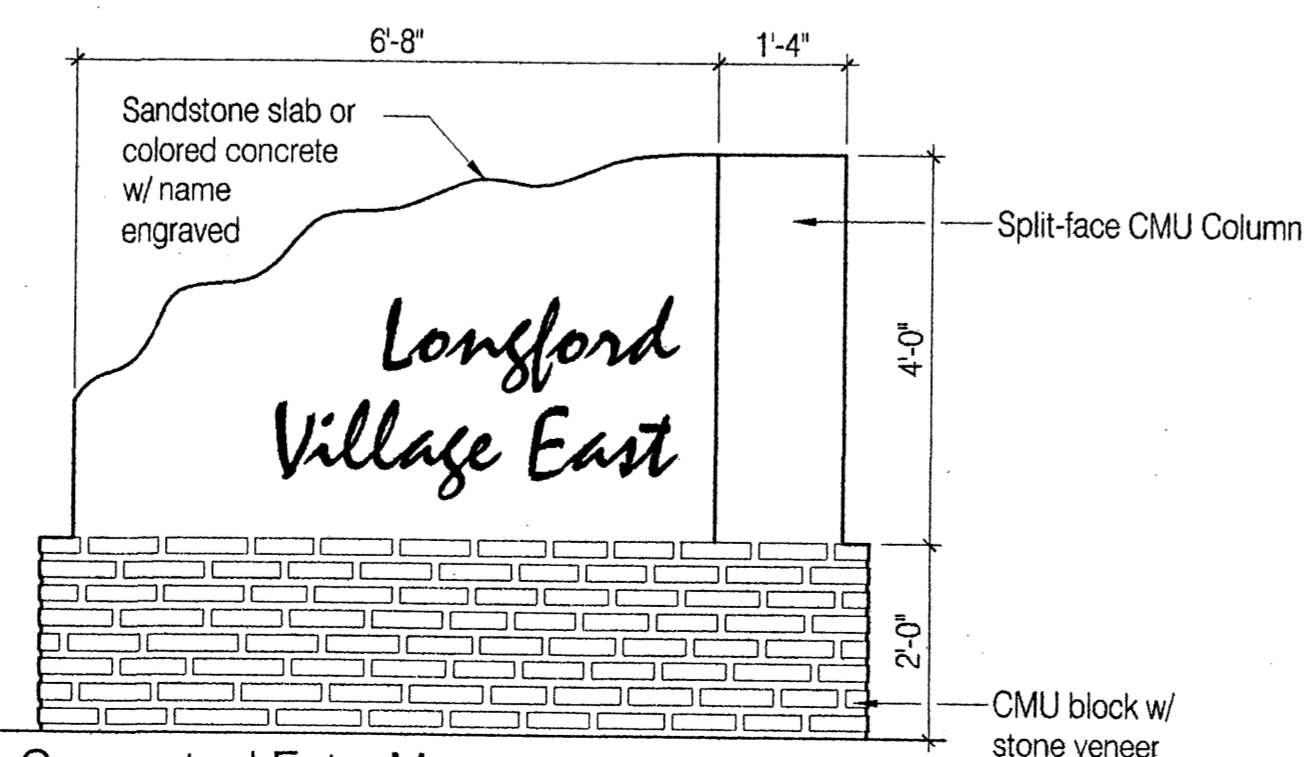 6'-8"
1'-4"
Sandstone slab or
colored concrete
w/ name
engraved
Split-face CMU Column
Longford
Village East
4'-0"
2'-0"
CMU block w/
stone veneer